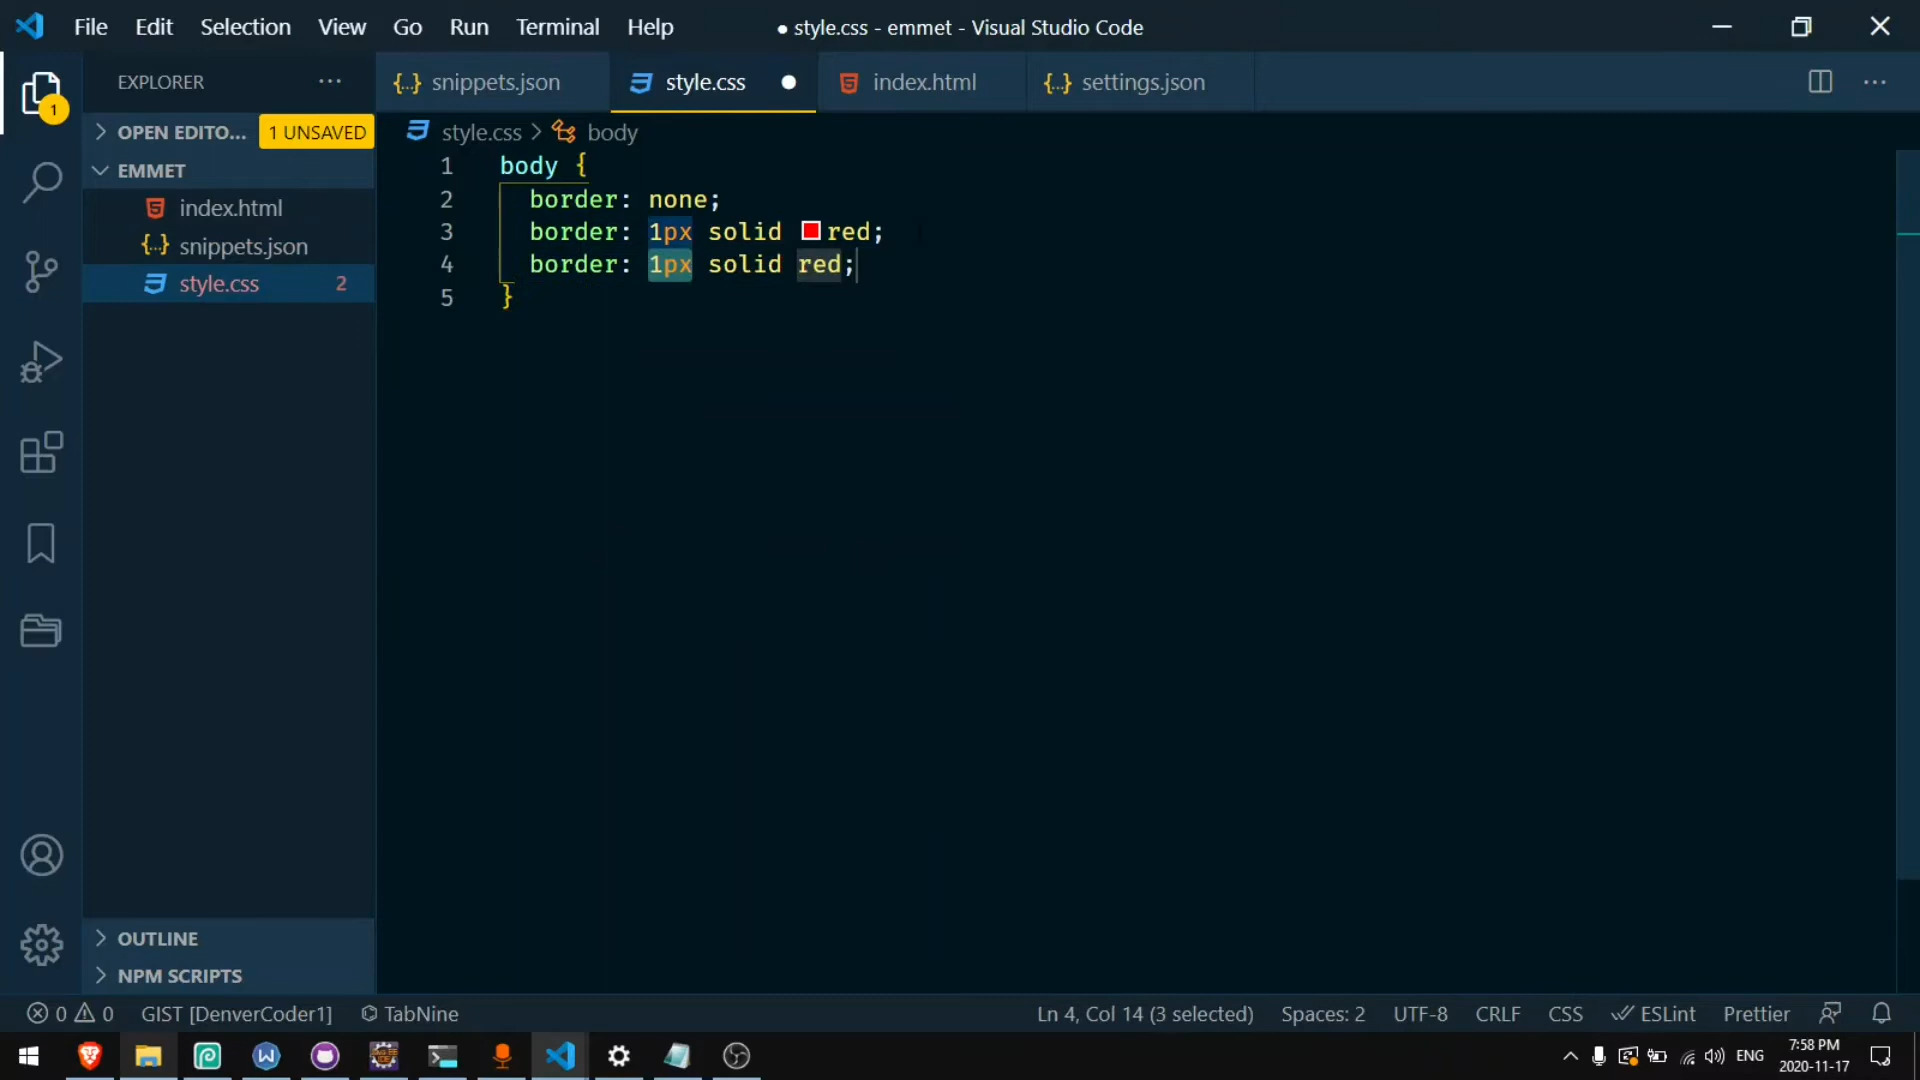 File Edit Selection View Go Run Terminal Help
● style.css - emmet - Visual Studio Code
EXPLORER
{..} snippets.json
style.css
index.html
{..} settings.json
1
OPEN EDITO... 1 UNSAVED
style.css > body
EMMET
index.html
{..} snippets.json
style.css 2
1 body {
2 border: none;
3 border: 1px solid red;
4 border: 1px solid red;
5 }
OUTLINE
NPM SCRIPTS
0 0 GIST [DenverCoder1] TabNine
Ln 4, Col 14 (3 selected) Spaces: 2 UTF-8 CRLF CSS ESLint Prettier
ENG
7:58 PM
2020-11-17